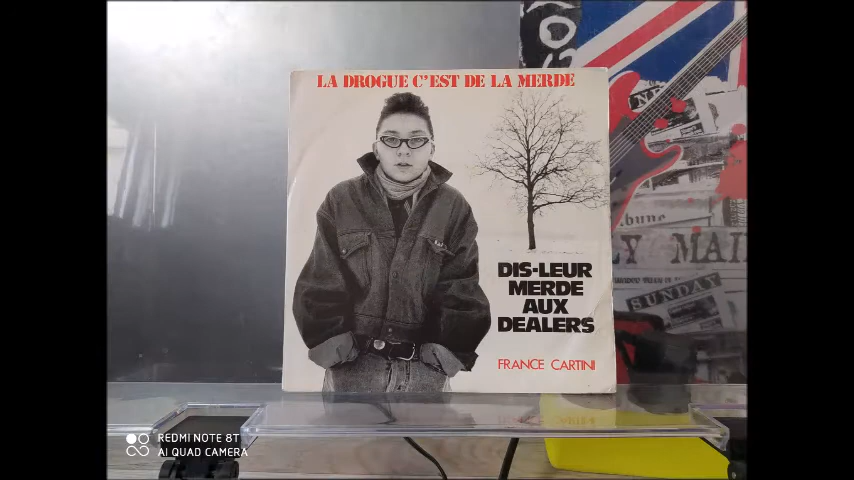 LA DROGUE C'EST DE LA MERDE
DIS-LEUR
MERDE
AUX
DEALERS
FRANCE CARTINI
SUNDAY
REDMI NOTE 8T
AI QUAD CAMERA